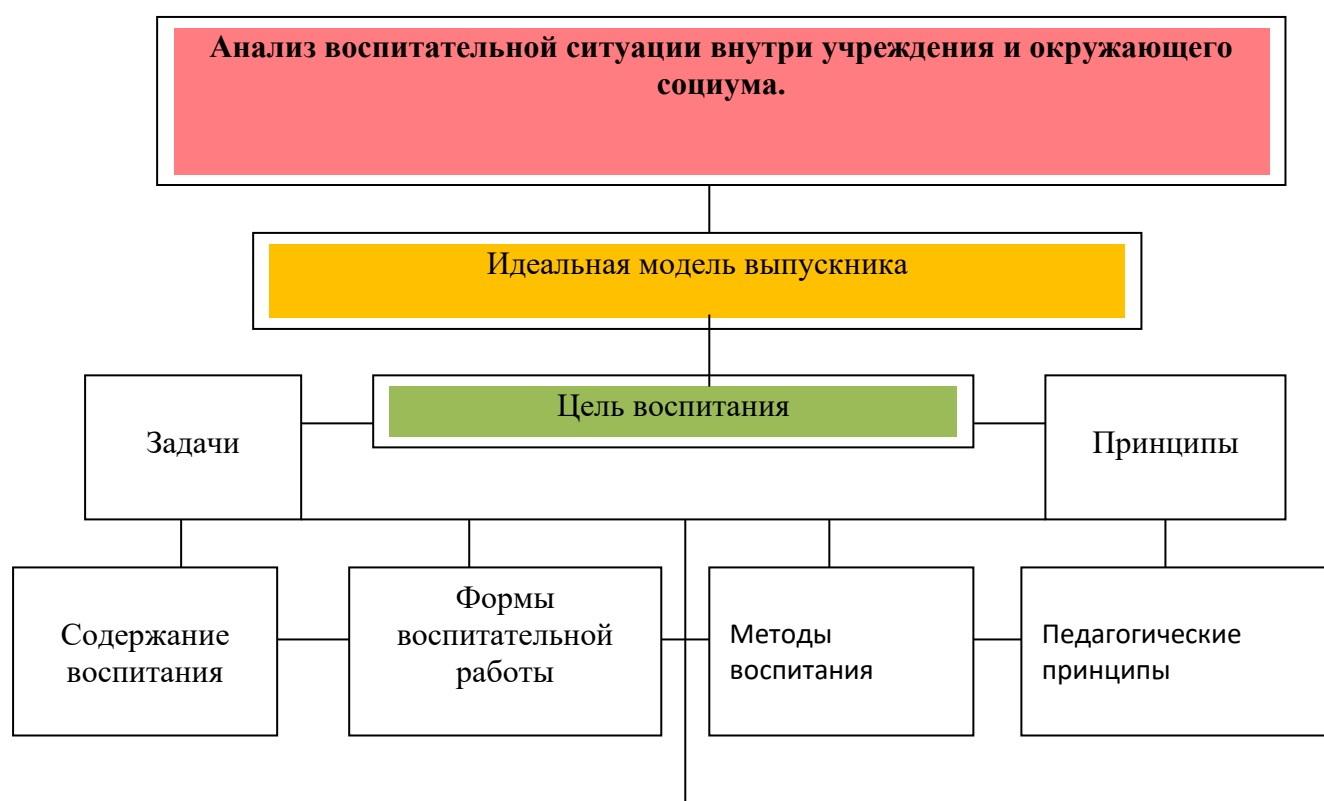 Анализ воспитательной ситуации внутри учреждения и окружающего
социума.
Идеальная модель выпускника
Цель воспитания
Задачи
Принципы
Содержание
воспитания
Формы
воспитательной
работы
Методы
воспитания
Педагогические
принципы